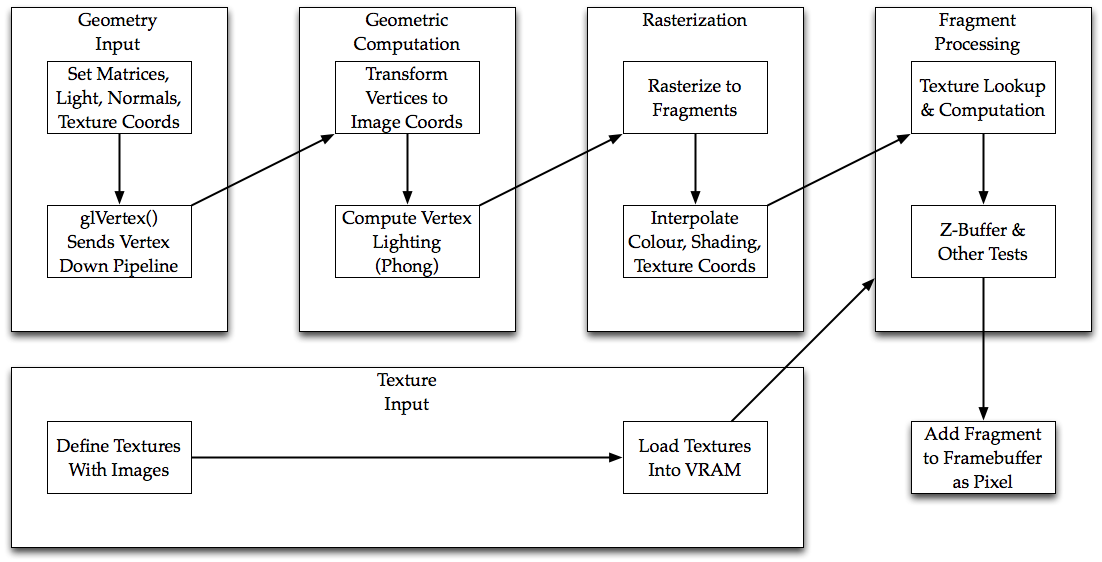 Geometry
Input
Set Matrices,
Light, Normals,
Texture Coords
glVertex()
Sends Vertex
Down Pipeline
Geometric
Computation
Transform
Vertices to
Image Coords
Compute Vertex
Lighting
(Phong)
Rasterization
Rasterize to
Fragments
Interpolate
Colour, Shading,
Texture Coords
Fragment
Processing
Texture Lookup
& Computation
Z-Buffer &
Other Tests
Texture
Input
Define Textures
With Images
Load Textures
Into VRAM
Add Fragment
to Framebuffer
as Pixel